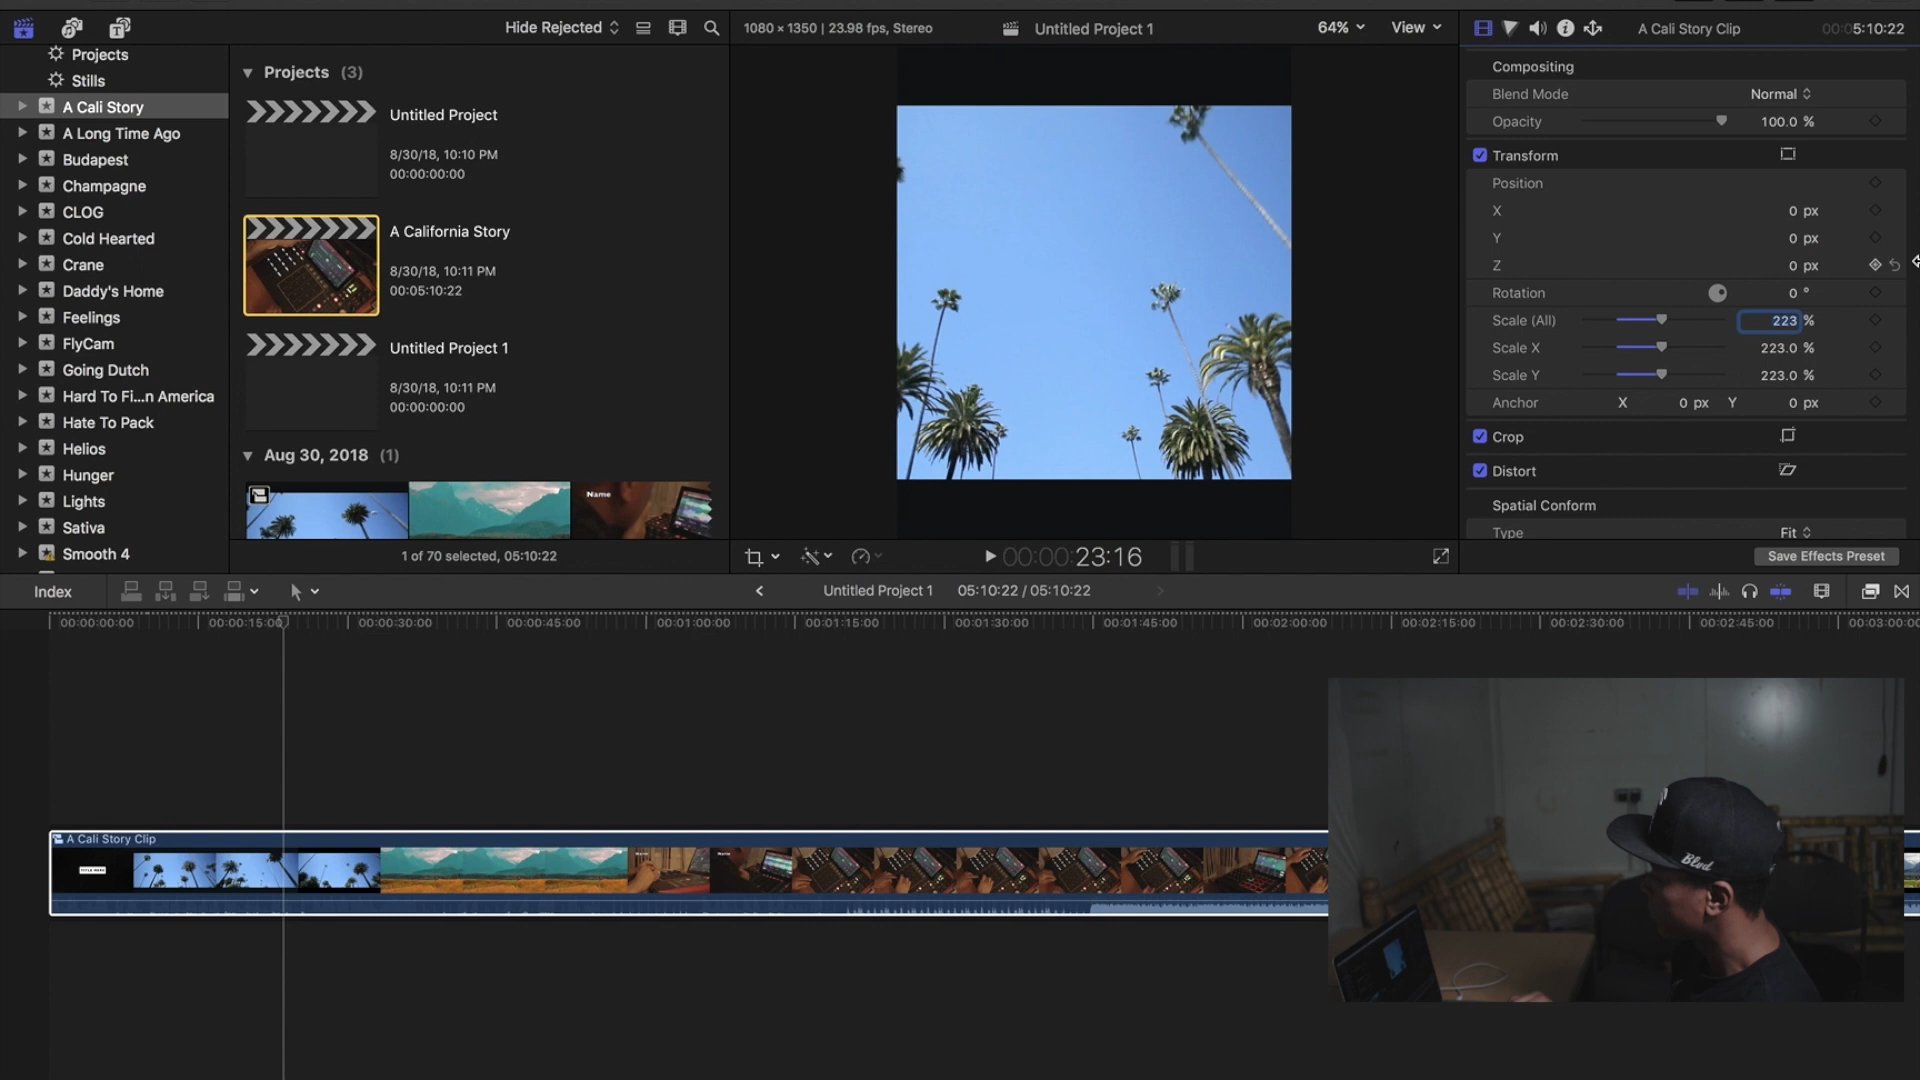 Hide Rejected
1080 × 1350 | 23.98 fps, Stereo
Untitled Project 1
64%
View
A Cali Story Clip
00:05:10:22
Projects
Stills
A Cali Story
A Long Time Ago
Budapest
Champagne
CLOG
Cold Hearted
Crane
Daddy's Home
Feelings
FlyCam
Going Dutch
Hard To Fi...n America
Hate To Pack
Helios
Hunger
Lights
Sativa
Smooth 4
Projects (3)
Untitled Project
8/30/18, 10:10 PM
00:00:00:00
A California Story
8/30/18, 10:11 PM
00:05:10:22
Untitled Project 1
8/30/18, 10:11 PM
00:00:00:00
Aug 30, 2018 (1)
Name
1 of 70 selected, 05:10:22
00:00:23:16
Compositing
Blend Mode Normal
Opacity 100.0 %
Transform
Position
X 0 px
Y 0 px
Z 0 px
Rotation 0 °
Scale (All) 223 %
Scale X 223.0 %
Scale Y 223.0 %
Anchor X 0 px Y 0 px
Crop
Distort
Spatial Conform
Type Fit
Save Effects Preset
Index
Untitled Project 1
05:10:22 / 05:10:22
00:00:00:00 00:00:15:00 00:00:30:00 00:00:45:00 00:01:00:00 00:01:15:00 00:01:30:00 00:01:45:00 00:02:00:00 00:02:15:00 00:02:30:00 00:02:45:00 00:03:00:00
A Cali Story Clip
TITLE HERE
Blvd